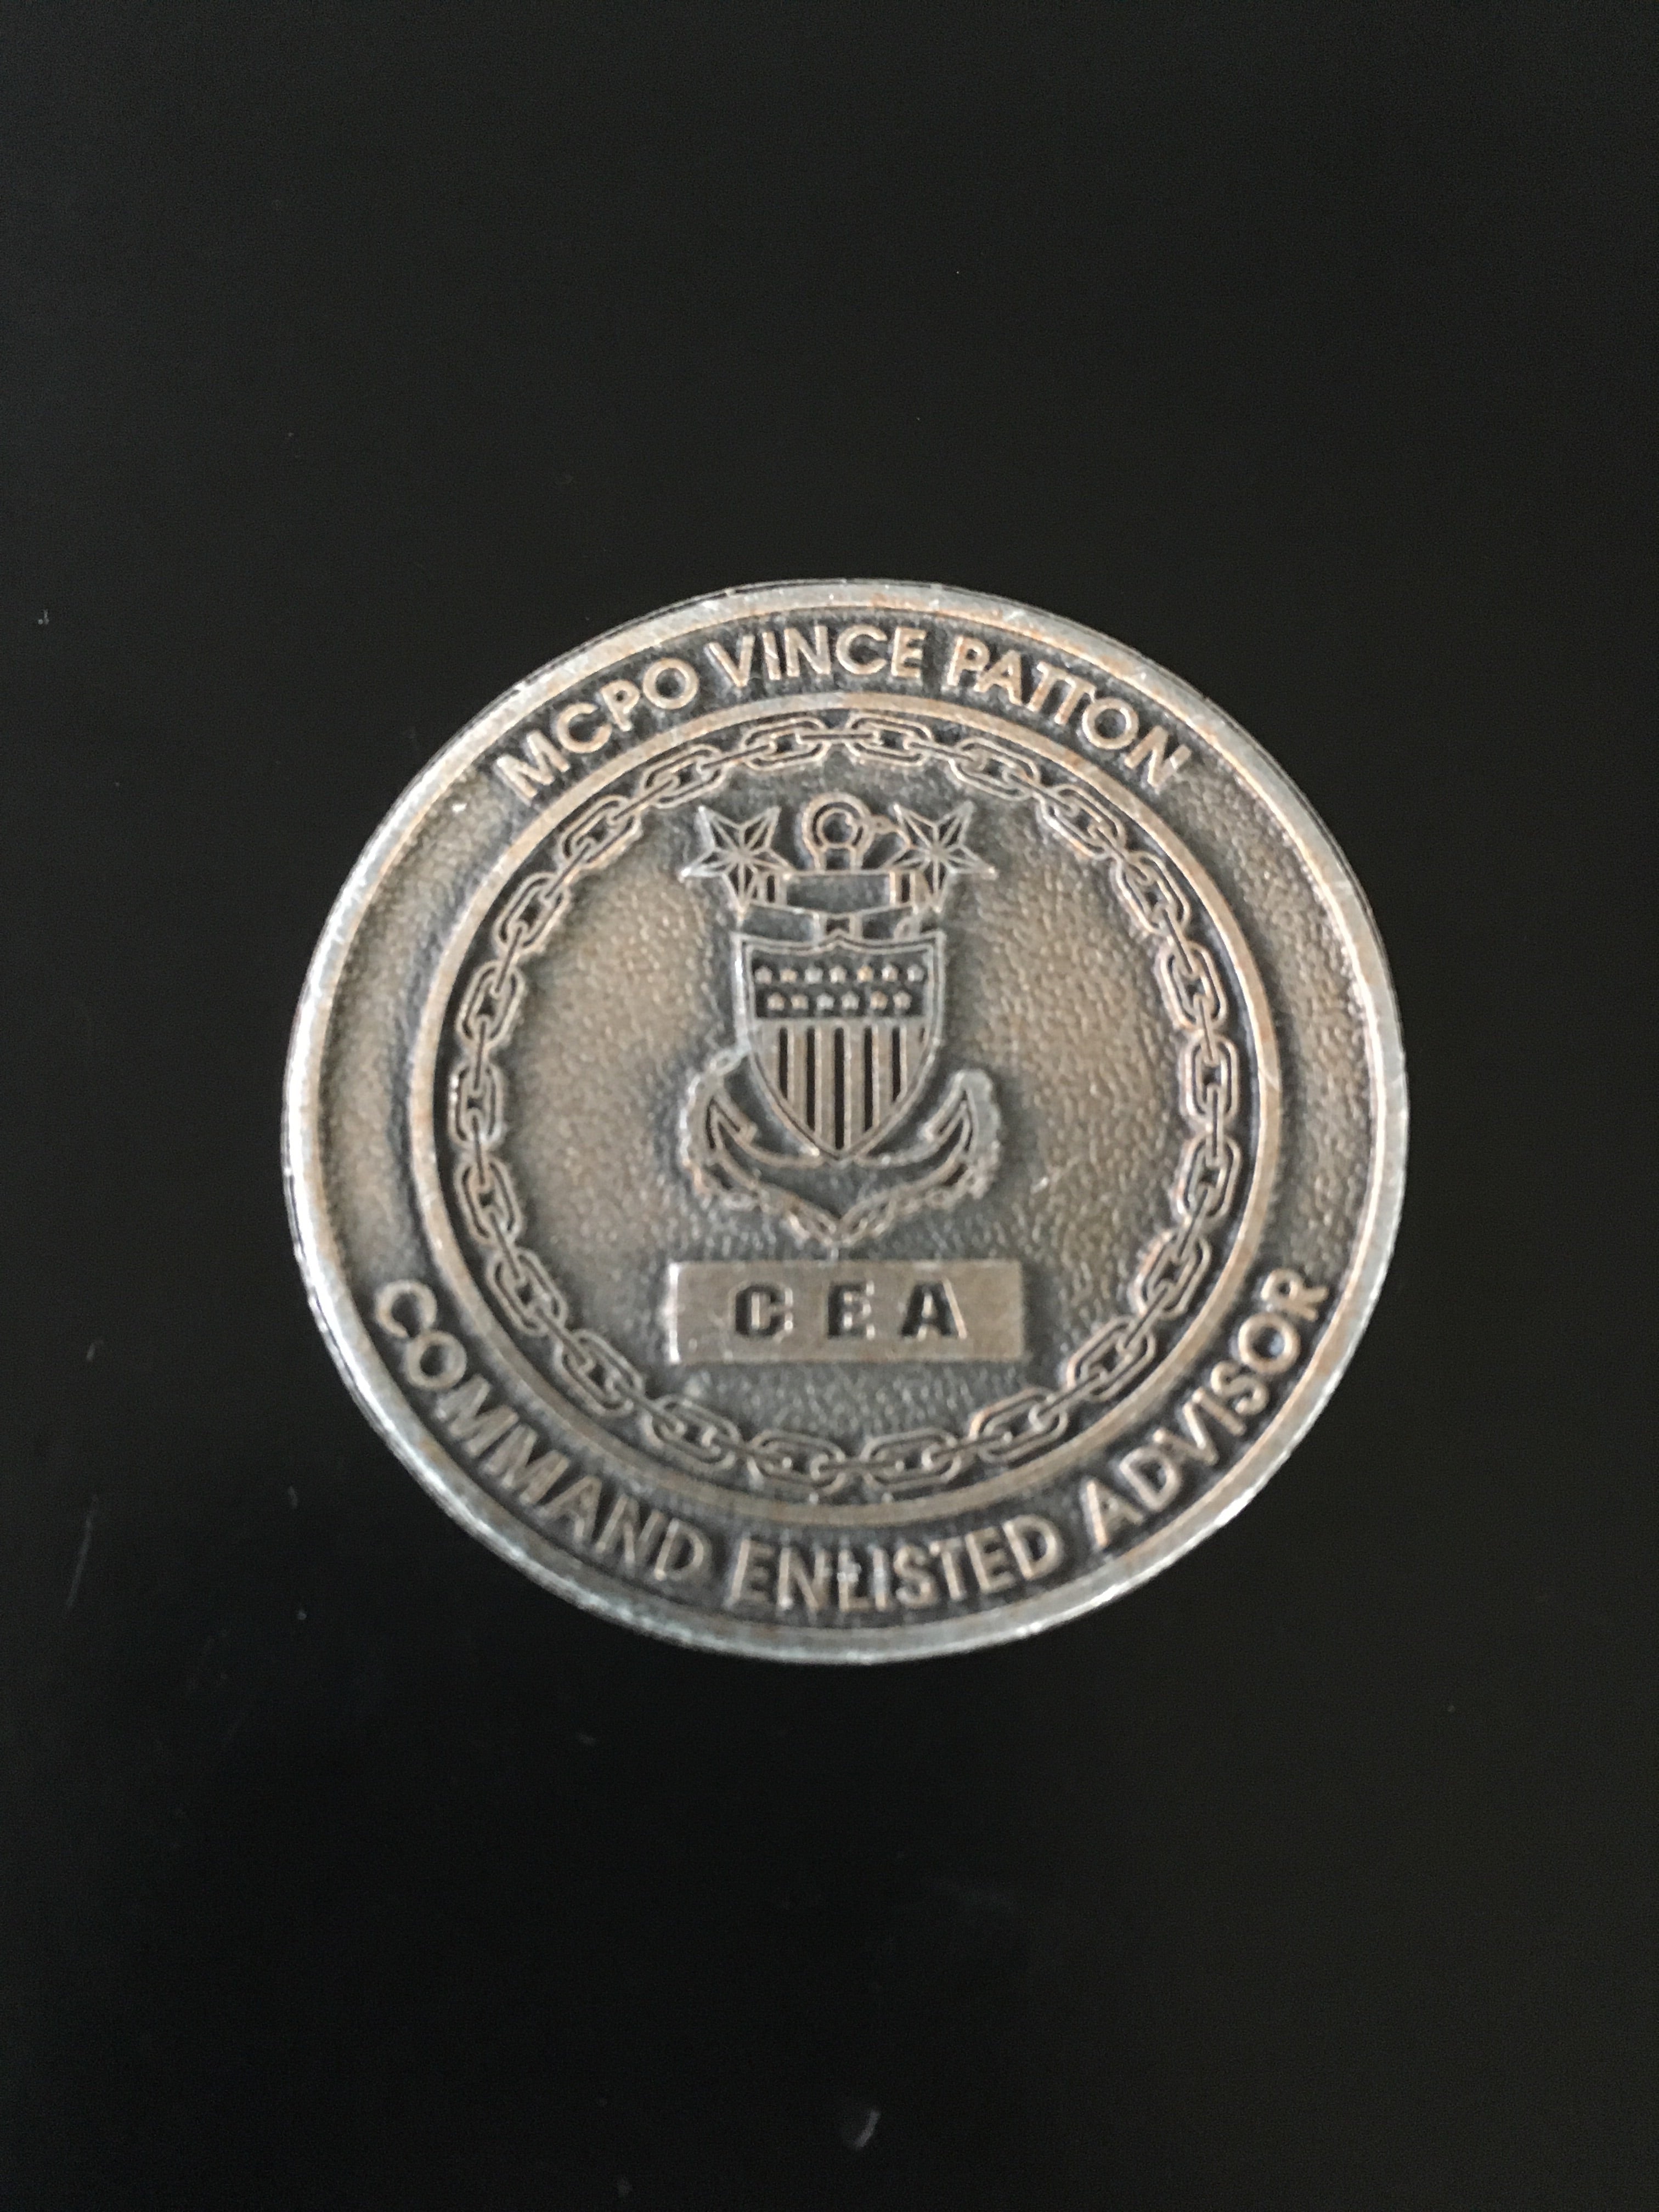 MCPO VINCE PATTON
CEA
COMMAND ENLISTED ADVISOR